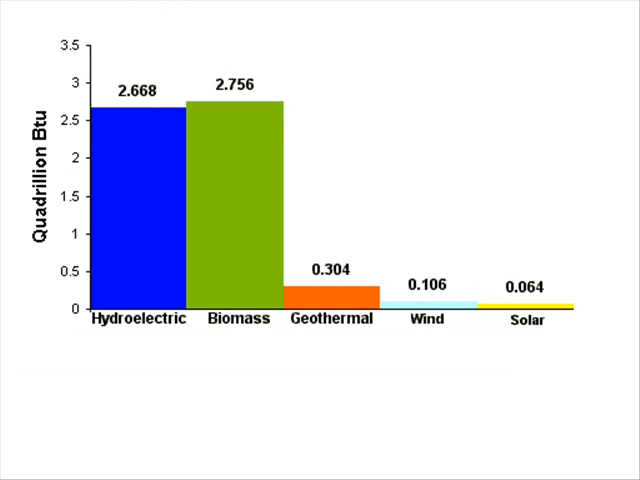 Quadrillion Btu
3.5
3
2.5
2
1.5
1
0.5
0
2.668
2.756
0.304
0.106
0.064
Hydroelectric
Biomass
Geothermal
Wind
Solar